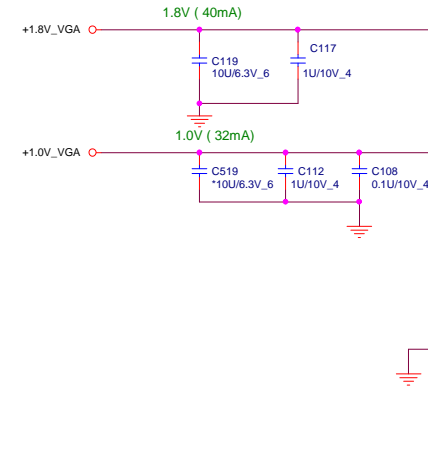 1.8V ( 40mA)
+1.8V_VGA
C119
10U/6.3V_6
C117
1U/10V_4
1.0V ( 32mA)
+1.0V_VGA
C519
*10U/6.3V_6
C112
1U/10V_4
C108
0.1U/10V_4